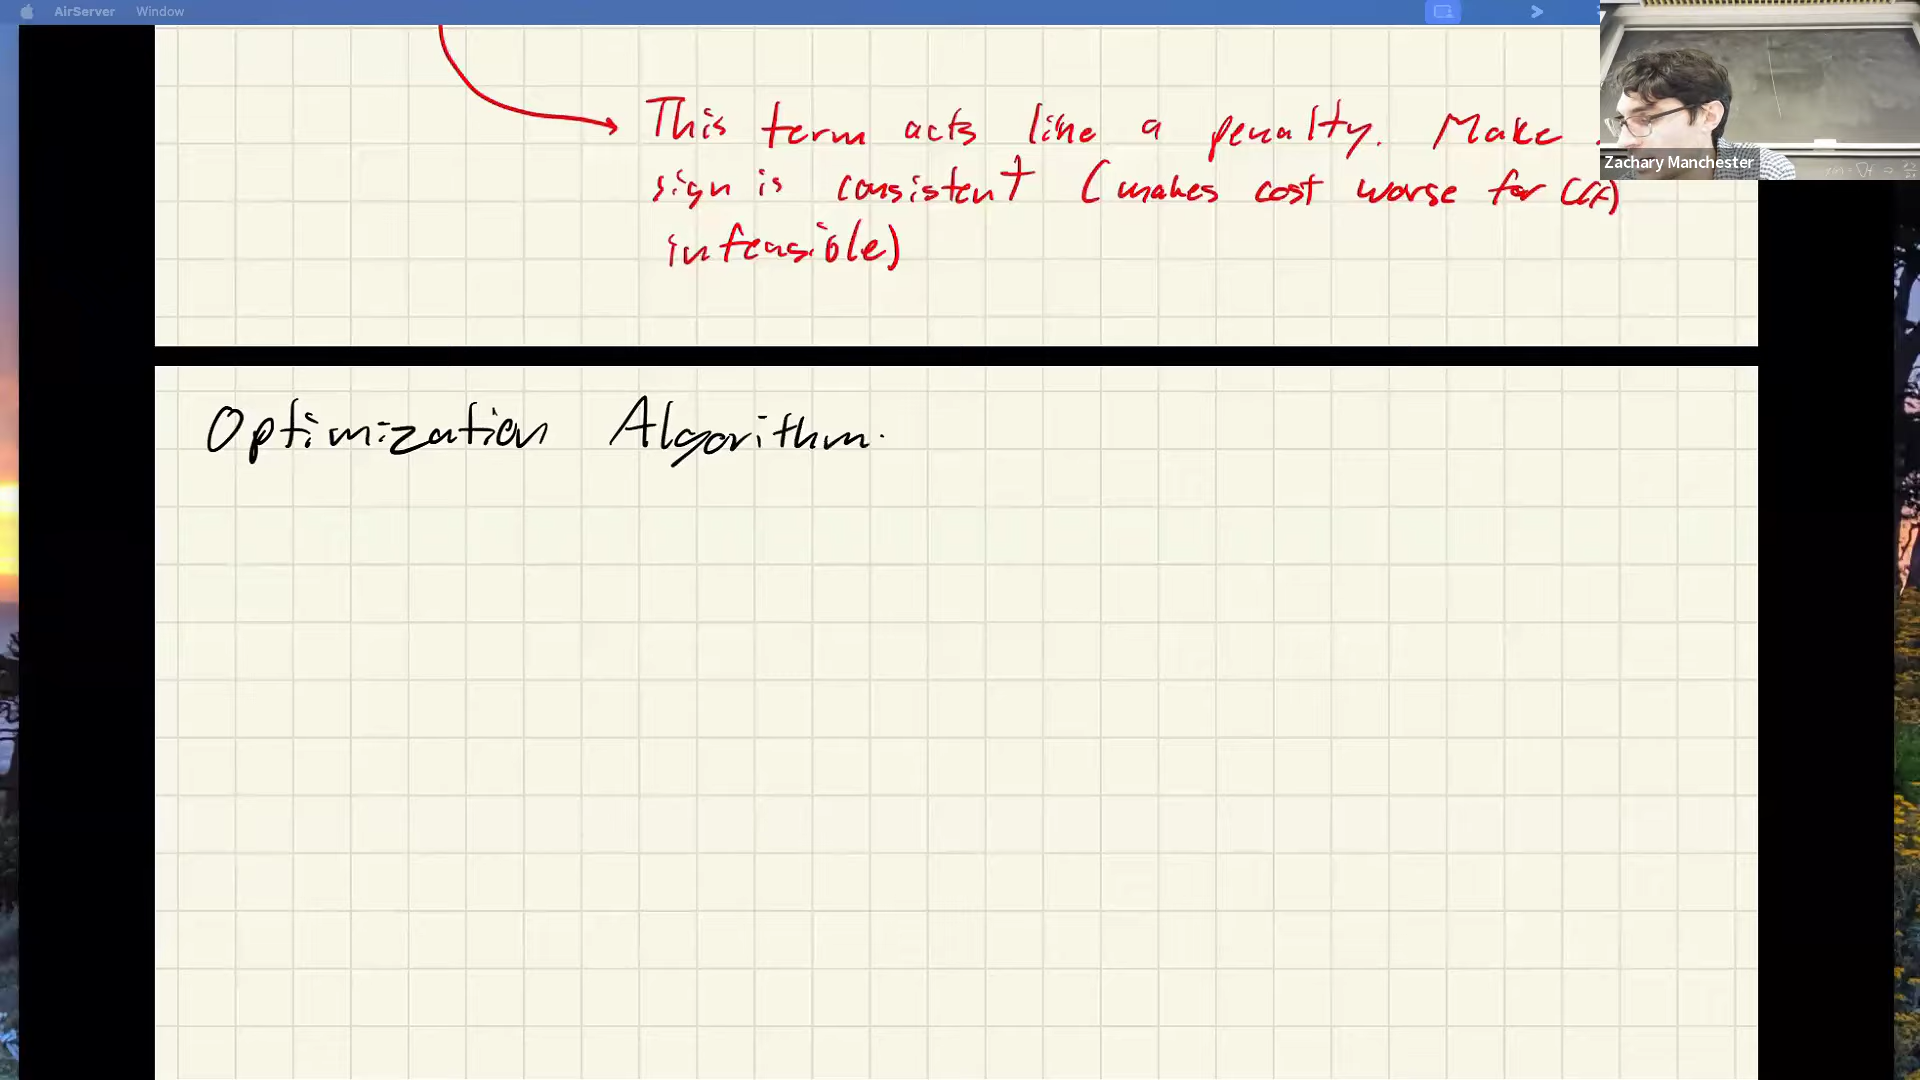 AirServer Window
This term acts like a penalty. Make
sign is consistent (makes cost worse for C(x)
infeasible)
Zachary Manchester
Optimization Algorithm.